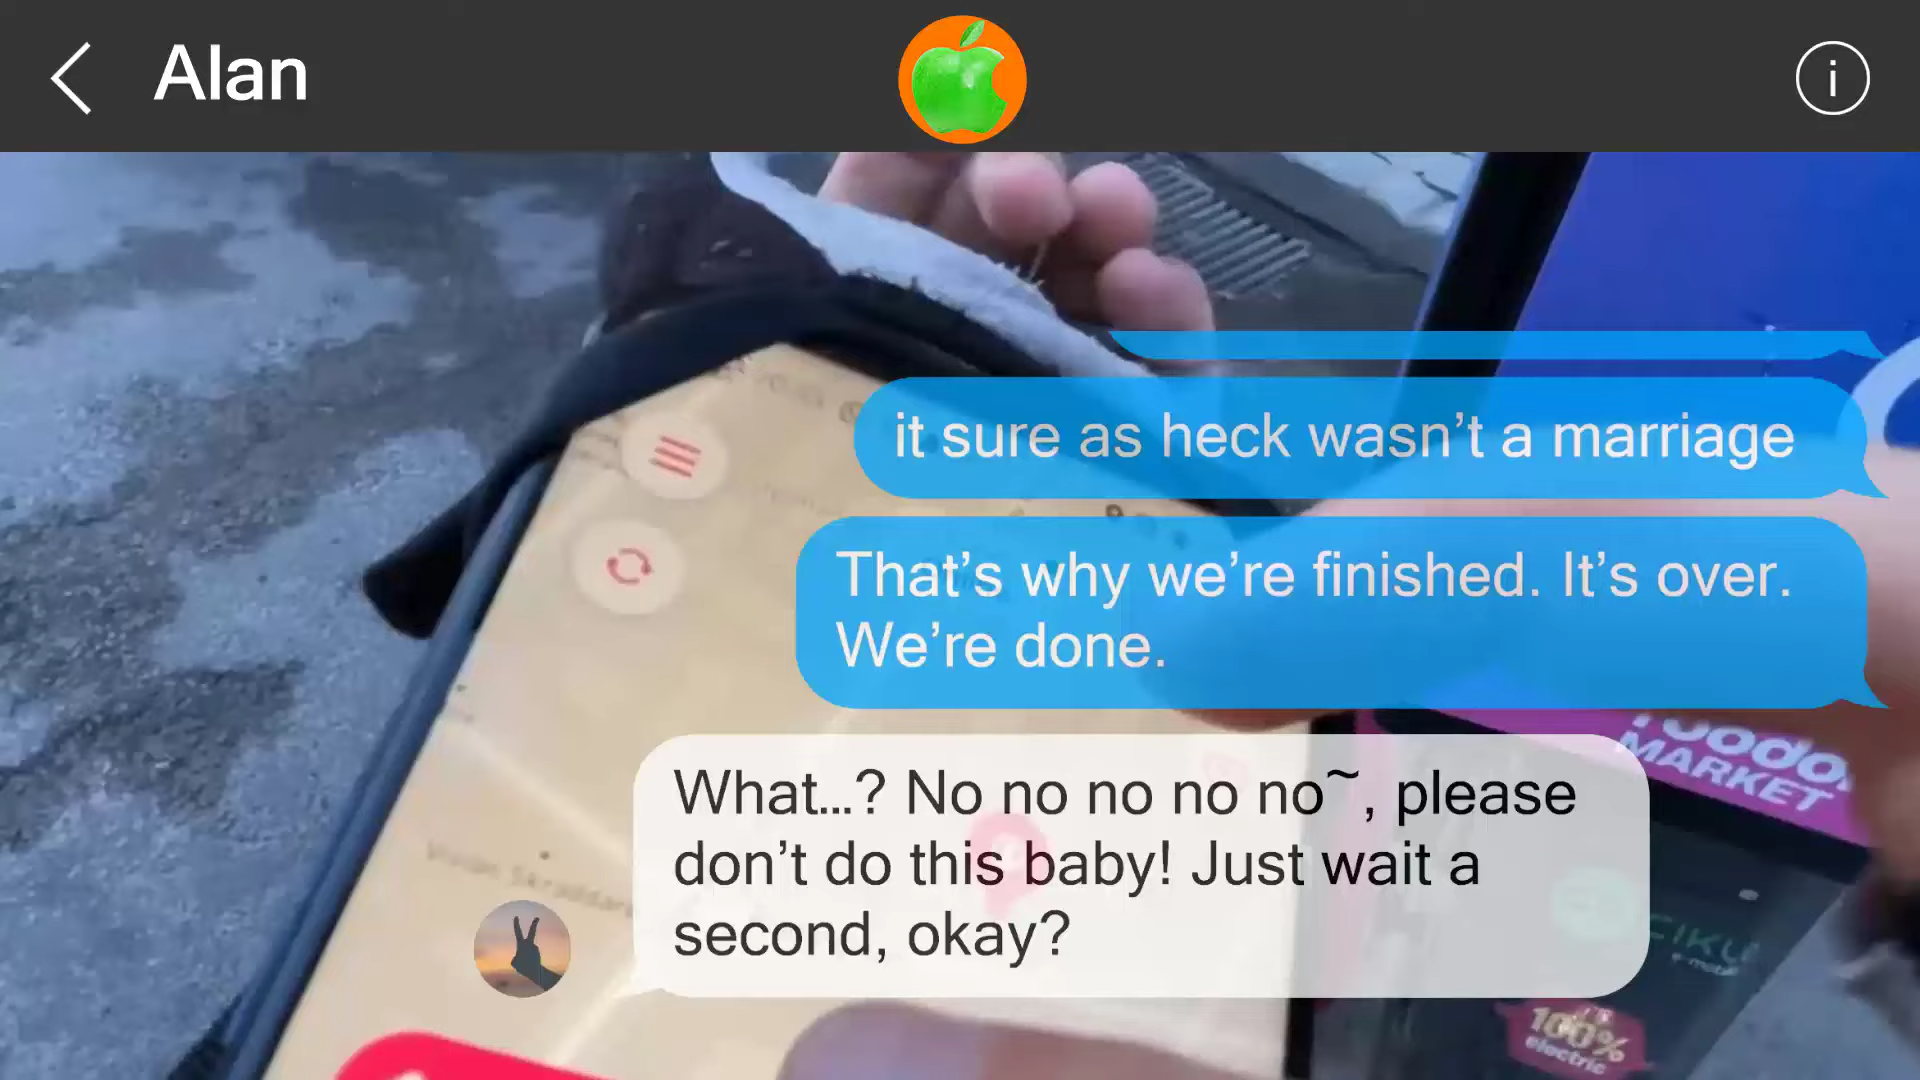 Alan
it sure as heck wasn't a marriage
That's why we're finished. It's over.
We're done.
What...? No no no no no~, please
don't do this baby! Just wait a
second, okay?
MARKET
CIKU
100%
electric